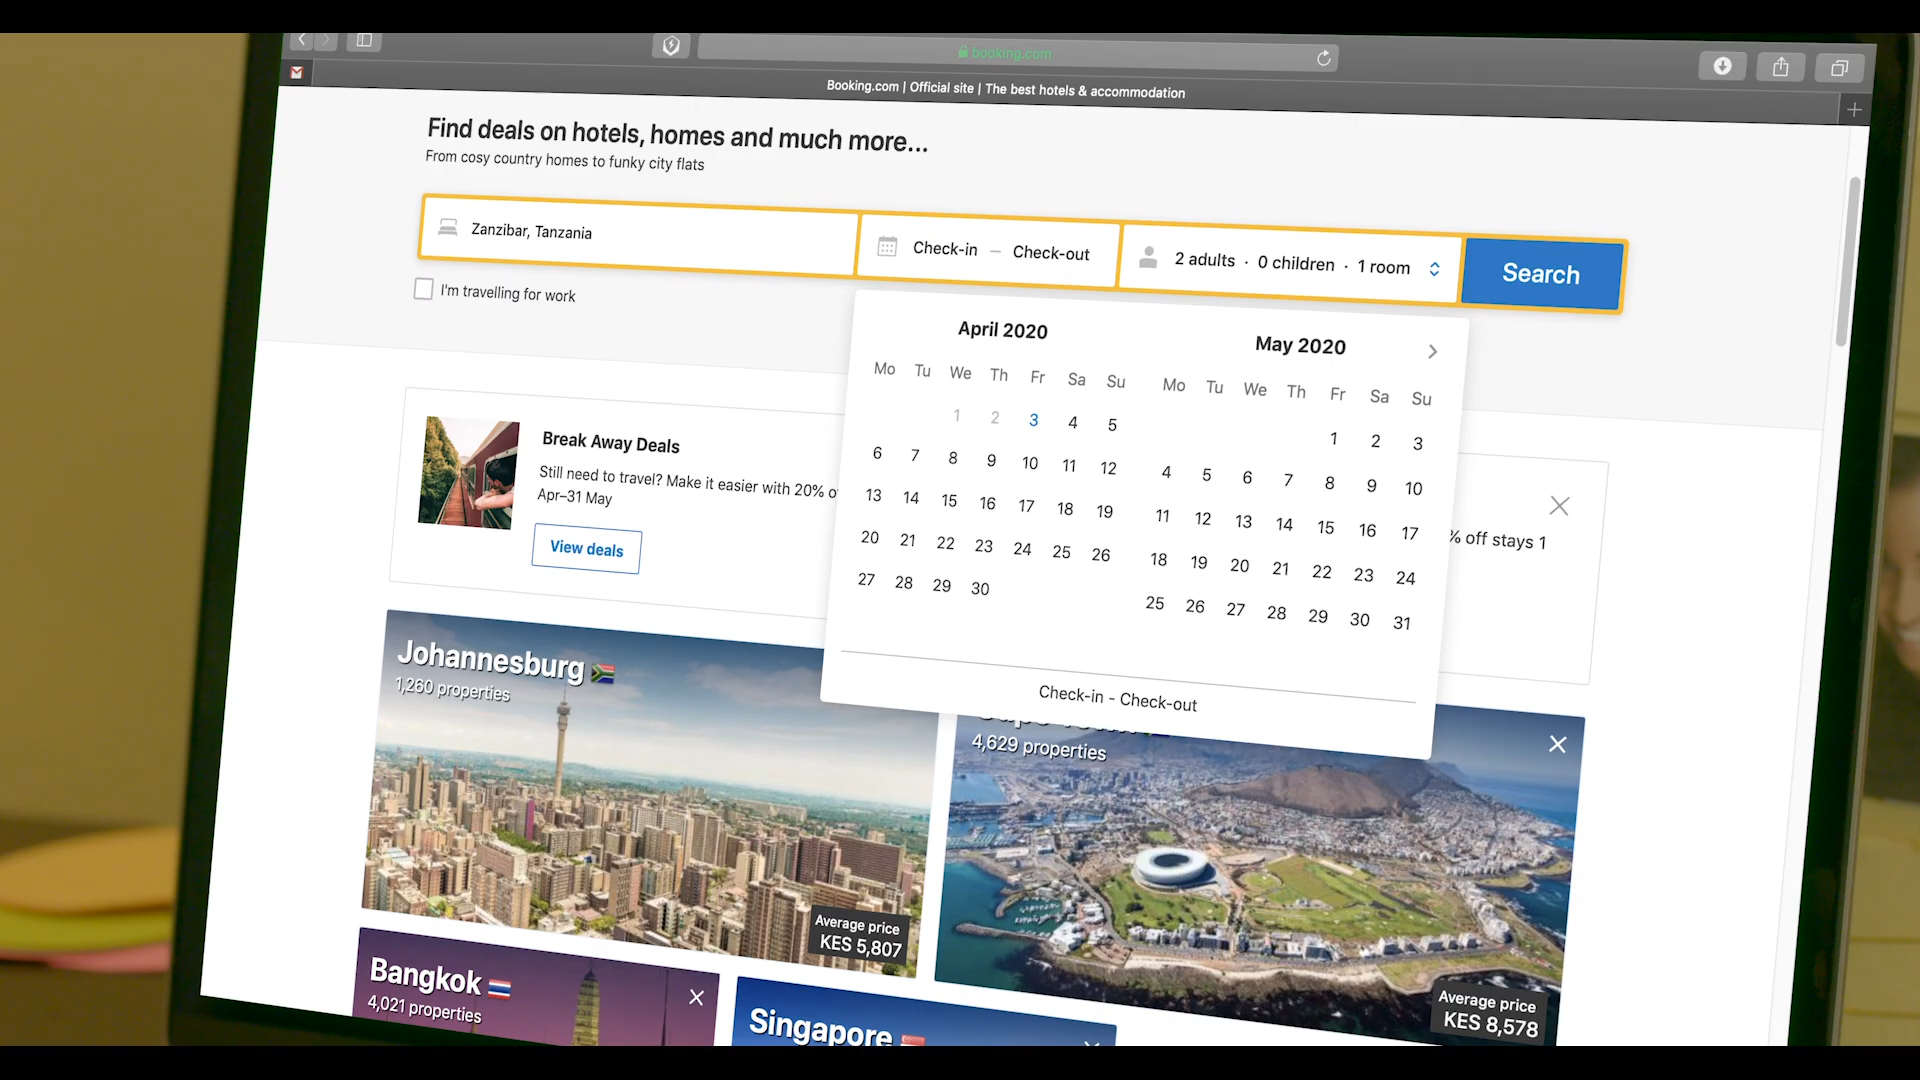 booking.com
Booking.com | Official site | The best hotels & accommodation
Find deals on hotels, homes and much more...
From cosy country homes to funky city flats
Zanzibar, Tanzania
Check-in — Check-out
2 adults · 0 children · 1 room
Search
I'm travelling for work
April 2020
Mo Tu We Th Fr Sa Su
1 2 3 4 5
6 7 8 9 10 11 12
13 14 15 16 17 18 19
20 21 22 23 24 25 26
27 28 29 30
May 2020
Mo Tu We Th Fr Sa Su
1 2 3
4 5 6 7 8 9 10
11 12 13 14 15 16 17
18 19 20 21 22 23 24
25 26 27 28 29 30 31
Check-in - Check-out
Break Away Deals
Still need to travel? Make it easier with 20% o
Apr–31 May
View deals
% off stays 1
Johannesburg
1,260 properties
Average price
KES 5,807
4,629 properties
Average price
KES 8,578
Bangkok
4,021 properties
Singapore